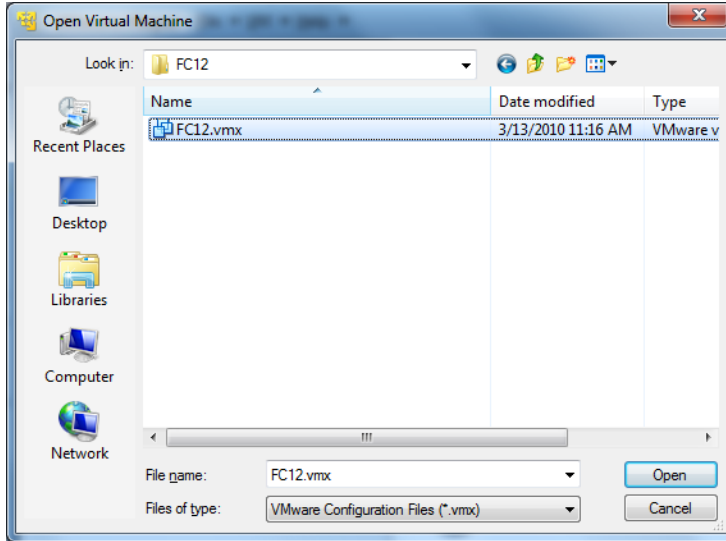 Open Virtual Machine
Look in: FC12
Name Date modified Type
FC12.vmx 3/13/2010 11:16 AM VMware v
Recent Places
Desktop
Libraries
Computer
Network
File name: FC12.vmx Open
Files of type: VMware Configuration Files (*.vmx) Cancel